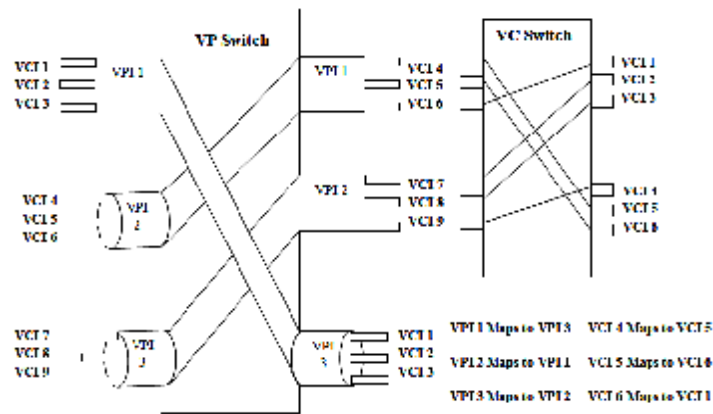 VP Switch
VC Switch
VCI 1
VCI 2
VCI 3
VPI 1
VPI 1
VCI 4
VCI 5
VCI 6
VCI 1
VCI 2
VCI 3
VCI 4
VCI 5
VCI 6
VPI 2
VPI 2
VCI 7
VCI 8
VCI 9
VCI 4
VCI 5
VCI 6
VCI 7
VCI 8
VCI 9
VPI 3
VPI 3
VCI 1
VCI 2
VCI 3
VPI 1 Maps to VPI 3 VCI 4 Maps to VCI 5
VPI 2 Maps to VPI 1 VCI 5 Maps to VCI 6
VPI 3 Maps to VPI 2 VCI 6 Maps to VCI 1